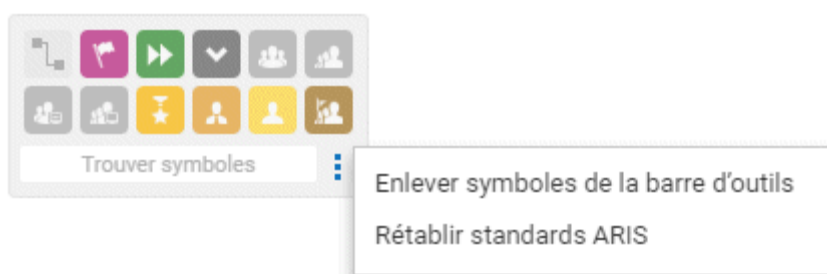 Trouver symboles
Enlever symboles de la barre d’outils
Rétablir standards ARIS